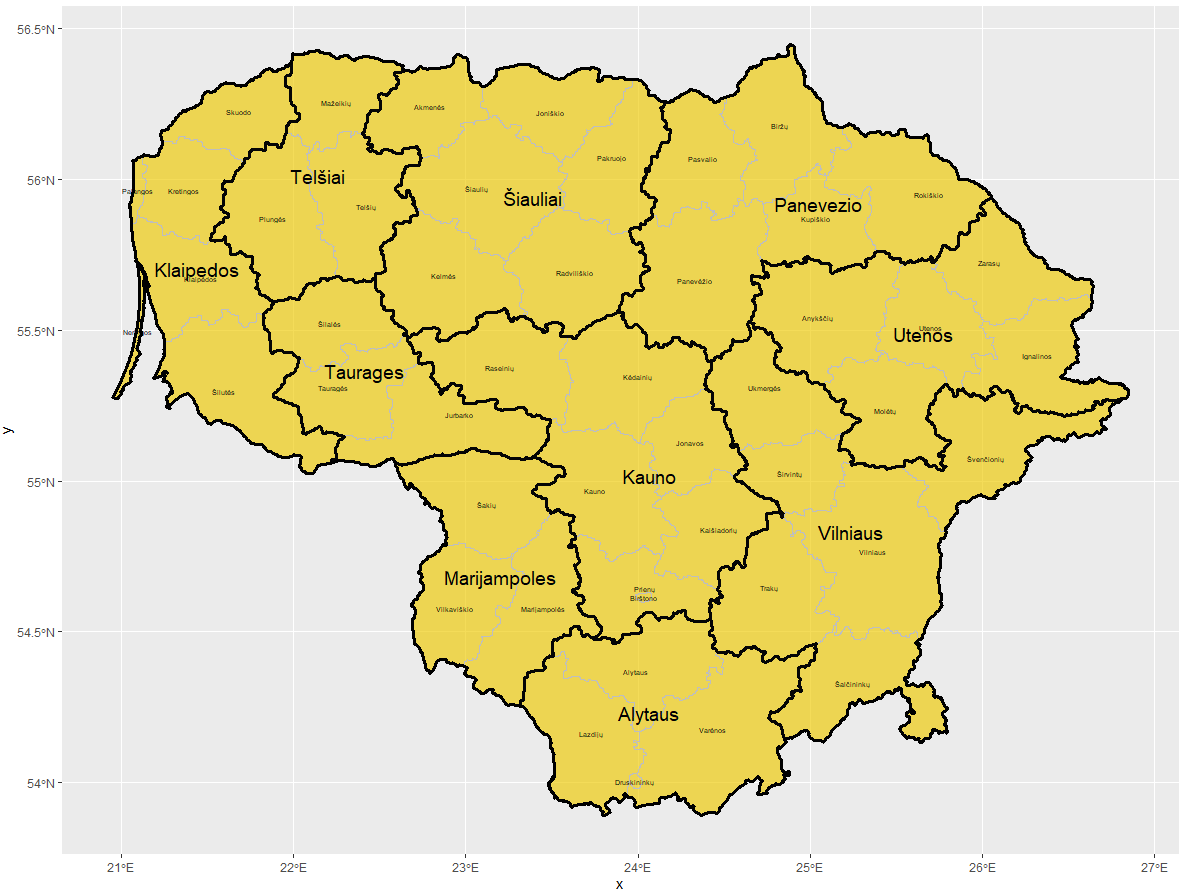 56.5°N
Skuodo
Mažeikių
Akmenės
Joniškio
Biržų
Pakruojo
Pasvalio
56°N
Telšiai
Palangos
Kretingos
Šiaulių
Šiauliai
Rokiškio
Panevezio
Telšių
Plungės
Kupiškio
Klaipedos
Klaipėdos
Zarasų
Kelmės
Radviliškio
Panevėžio
55.5°N
Neringos
Šilalės
Anykščių
Utenos
Utenos
Ignalinos
Raseinių
Taurages
Tauragės
Kėdainių
Šilutės
Ukmergės
Jurbarko
Molėtų
y
Jonavos
Švenčionių
55°N
Kauno
Širvintų
Kauno
Šakių
Kaišiadorių
Vilniaus
Vilniaus
Marijampoles
Prienų
Birštono
Trakų
Vilkaviškio
Marijampolės
54.5°N
Alytaus
Šalčininkų
Alytaus
Lazdijų
Varėnos
54°N
Druskininkų
21°E
22°E
23°E
24°E
25°E
26°E
27°E
x